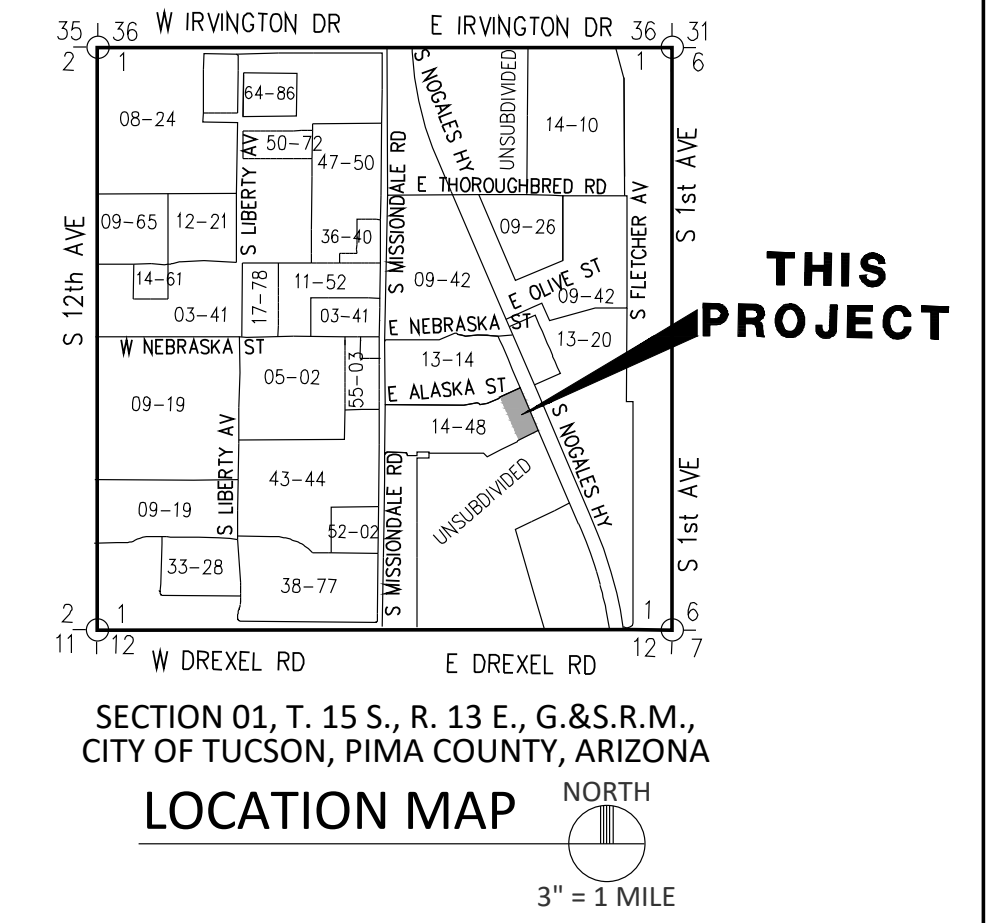 W IRVINGTON DR
E IRVINGTON DR
35 36
36 31
2 1
1 6
S NOGALES HY
UNSUBDIVIDED
64-86
08-24
14-10
50-72
47-50
S LIBERTY AV
S MISSIONDALE RD
S 1st AVE
E THOROUGHBRED RD
S FLETCHER AV
09-65
12-21
09-26
36-40
S 12th AVE
14-61
17-78
11-52
09-42
E OLIVE ST
09-42
THIS
PROJECT
03-41
03-41
E NEBRASKA ST
W NEBRASKA ST
13-20
13-14
05-02
55-03
E ALASKA ST
09-19
14-48
S NOGALES HY
S LIBERTY AV
43-44
S MISSIONDALE RD
UNSUBDIVIDED
S 1st AVE
09-19
52-02
33-28
38-77
2 1
1 6
11 12
12 7
W DREXEL RD
E DREXEL RD
SECTION 01, T. 15 S., R. 13 E., G.&S.R.M.,
CITY OF TUCSON, PIMA COUNTY, ARIZONA
LOCATION MAP
NORTH
3" = 1 MILE